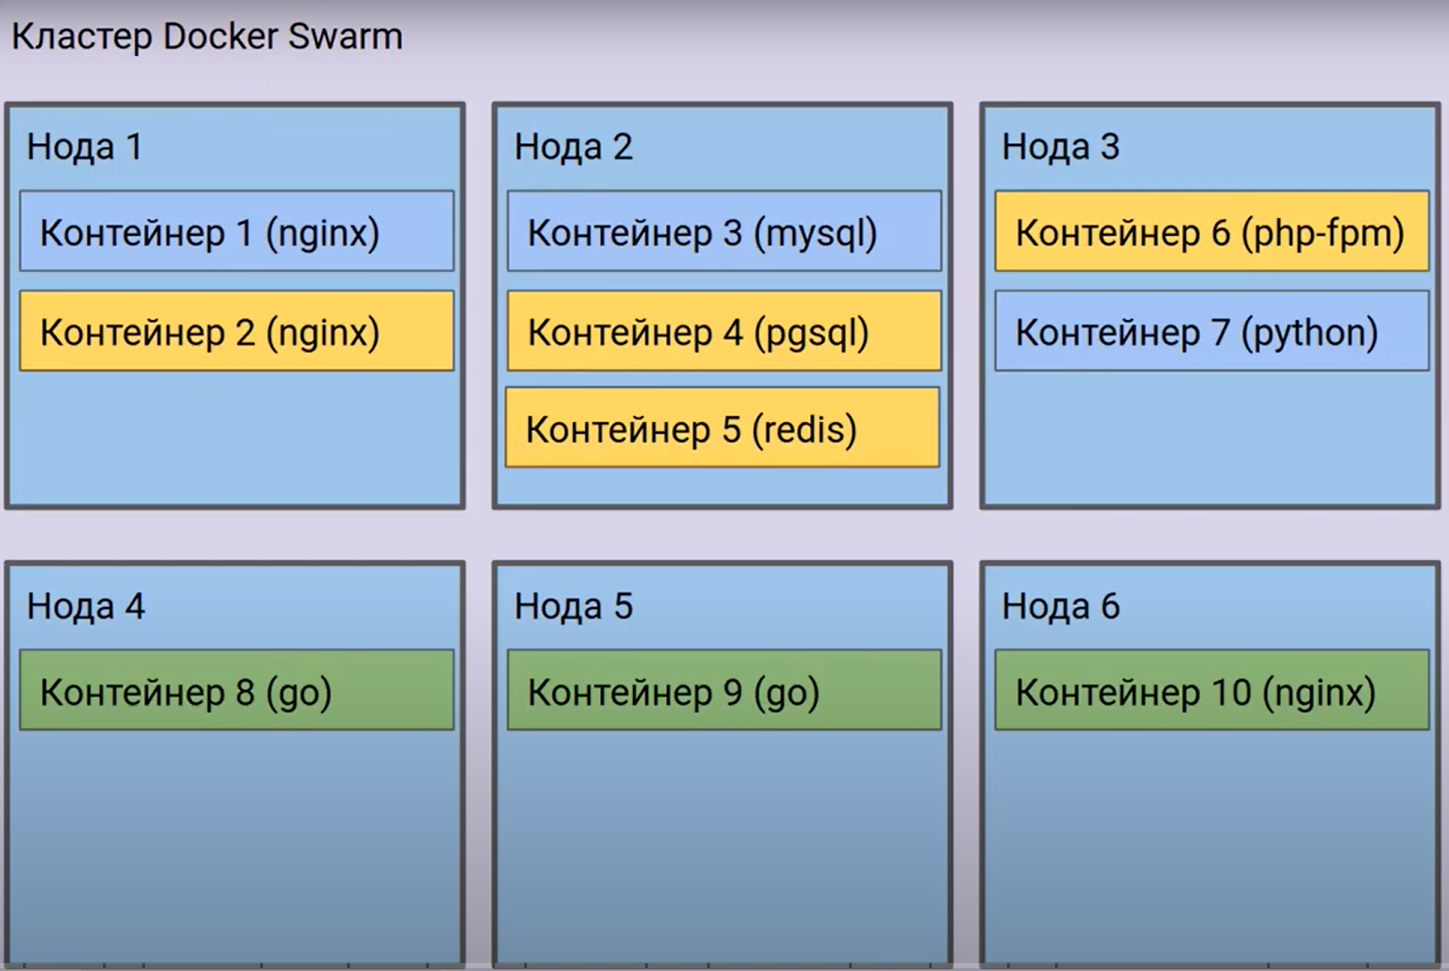 Кластер Docker Swarm
Нода 1
Контейнер 1 (nginx)
Контейнер 2 (nginx)
Нода 2
Контейнер 3 (mysql)
Контейнер 4 (pgsql)
Контейнер 5 (redis)
Нода 3
Контейнер 6 (php-fpm)
Контейнер 7 (python)
Нода 4
Контейнер 8 (go)
Нода 5
Контейнер 9 (go)
Нода 6
Контейнер 10 (nginx)